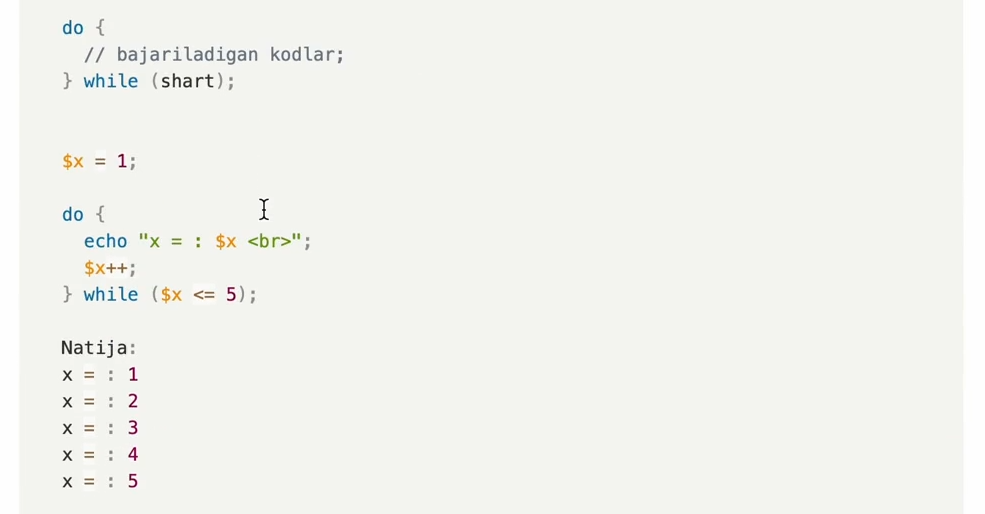 do {
  // bajariladigan kodlar;
} while (shart);
$x = 1;
do {
  echo "x = : $x <br>";
  $x++;
} while ($x <= 5);
Natija:
x = : 1
x = : 2
x = : 3
x = : 4
x = : 5